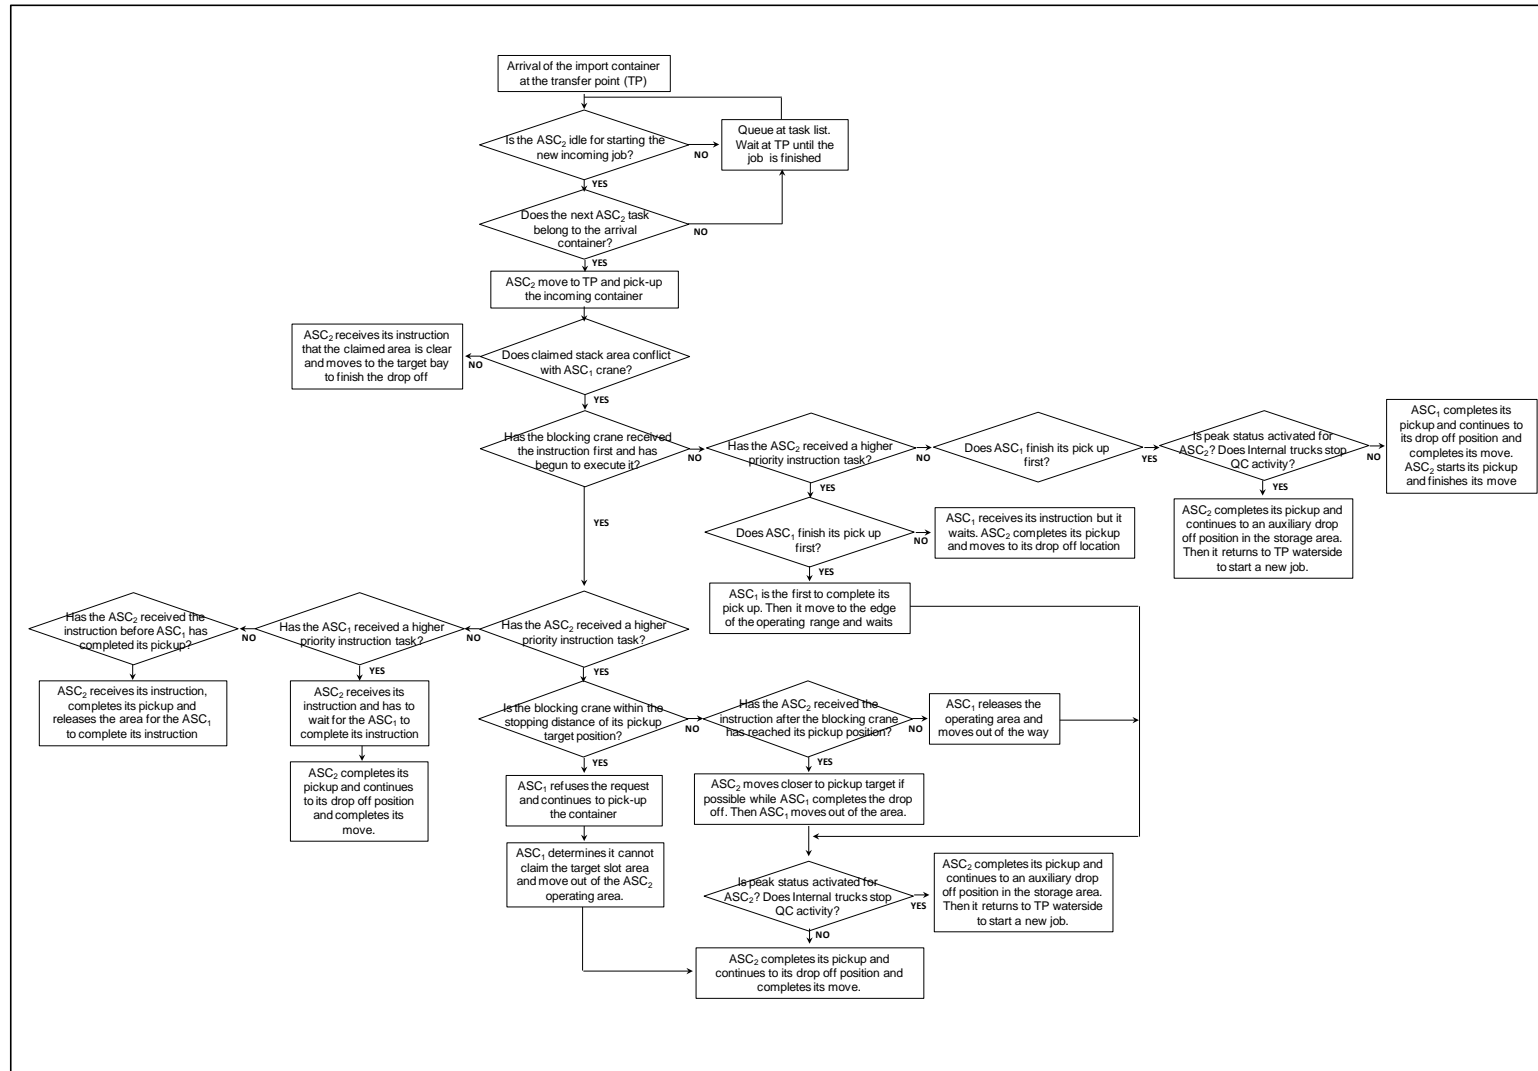 Arrival of the import container
at the transfer point (TP)
Is the ASC2 idle for starting the
new incoming job?
NO
Queue at task list.
Wait at TP until the
job is finished
YES
Does the next ASC2 task
belong to the arrival
container?
NO
YES
ASC2 move to TP and pick-up
the incoming container
Does claimed stack area conflict
with ASC1 crane?
NO
ASC2 receives its instruction
that the claimed area is clear
and moves to the target bay
to finish the drop off
YES
Has the blocking crane received
the instruction first and has
begun to execute it?
NO
Has the ASC2 received a higher
priority instruction task?
NO
Does ASC1 finish its pick up
first?
YES
Is peak status activated for
ASC2? Does Internal trucks stop
QC activity?
NO
ASC1 completes its
pickup and continues to
its drop off position and
completes its move.
ASC2 starts its pickup
and finishes its move
YES
ASC2 completes its pickup and
continues to an auxiliary drop
off position in the storage area.
Then it returns to TP waterside
to start a new job.
YES
Does ASC1 finish its pick up
first?
NO
ASC1 receives its instruction but it
waits. ASC2 completes its pickup
and moves to its drop off location
YES
ASC1 is the first to complete its
pick up. Then it move to the edge
of the operating range and waits
YES
Has the ASC2 received a higher
priority instruction task?
NO
Has the ASC1 received a higher
priority instruction task?
NO
Has the ASC2 received the
instruction before ASC1 has
completed its pickup?
ASC2 receives its instruction,
completes its pickup and
releases the area for the ASC1
to complete its instruction
YES
ASC2 receives its
instruction and has to
wait for the ASC1 to
complete its instruction
ASC2 completes its
pickup and continues
to its drop off position
and completes its
move.
YES
Is the blocking crane within the
stopping distance of its pickup
target position?
NO
Has the ASC2 received the
instruction after the blocking crane
has reached its pickup position?
NO
ASC1 releases the
operating area and
moves out of the way
YES
ASC1 refuses the request
and continues to pick-up
the container
ASC1 determines it cannot
claim the target slot area
and move out of the ASC2
operating area.
YES
ASC2 moves closer to pickup target if
possible while ASC1 completes the drop
off. Then ASC1 moves out of the area.
Is peak status activated for
ASC2? Does Internal trucks stop
QC activity?
YES
ASC2 completes its pickup and
continues to an auxiliary drop
off position in the storage area.
Then it returns to TP waterside
to start a new job.
NO
ASC2 completes its pickup and
continues to its drop off position and
completes its move.